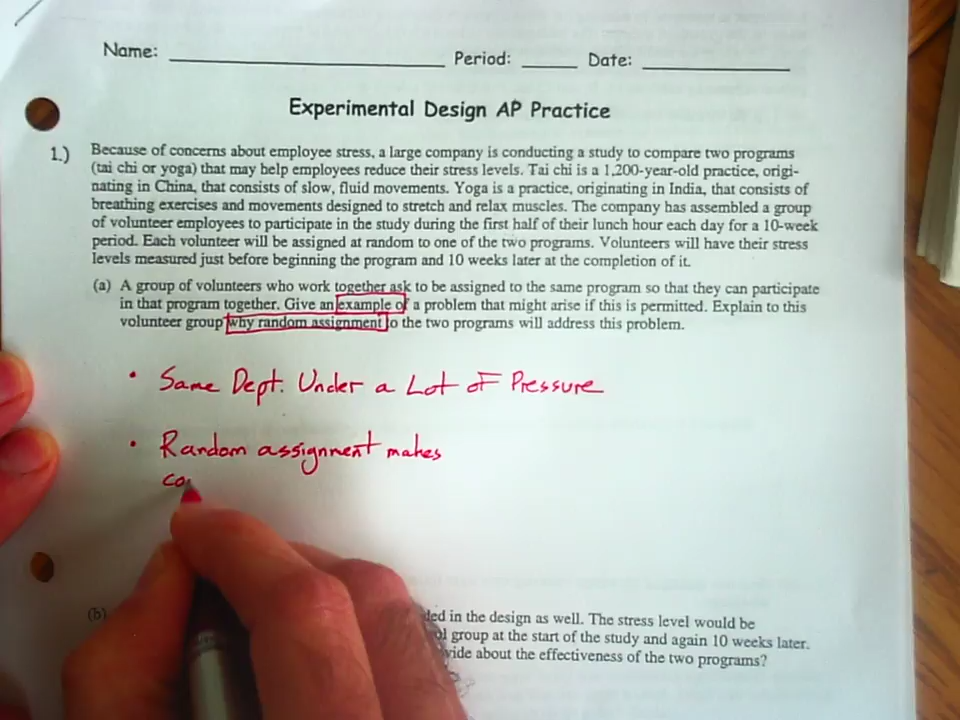 Name: ____________ Period: _____ Date: ____________
Experimental Design AP Practice
1.) Because of concerns about employee stress, a large company is conducting a study to compare two programs
(tai chi or yoga) that may help employees reduce their stress levels. Tai chi is a 1,200-year-old practice, origi-
nating in China, that consists of slow, fluid movements. Yoga is a practice, originating in India, that consists of
breathing exercises and movements designed to stretch and relax muscles. The company has assembled a group
of volunteer employees to participate in the study during the first half of their lunch hour each day for a 10-week
period. Each volunteer will be assigned at random to one of the two programs. Volunteers will have their stress
levels measured just before beginning the program and 10 weeks later at the completion of it.
(a) A group of volunteers who work together ask to be assigned to the same program so that they can participate
in that program together. Give an example of a problem that might arise if this is permitted. Explain to this
volunteer group why random assignment to the two programs will address this problem.
• Same Dept. Under a Lot of Pressure
• Random assignment makes
(b) ded in the design as well. The stress level would be
ol group at the start of the study and again 10 weeks later.
vide about the effectiveness of the two programs?